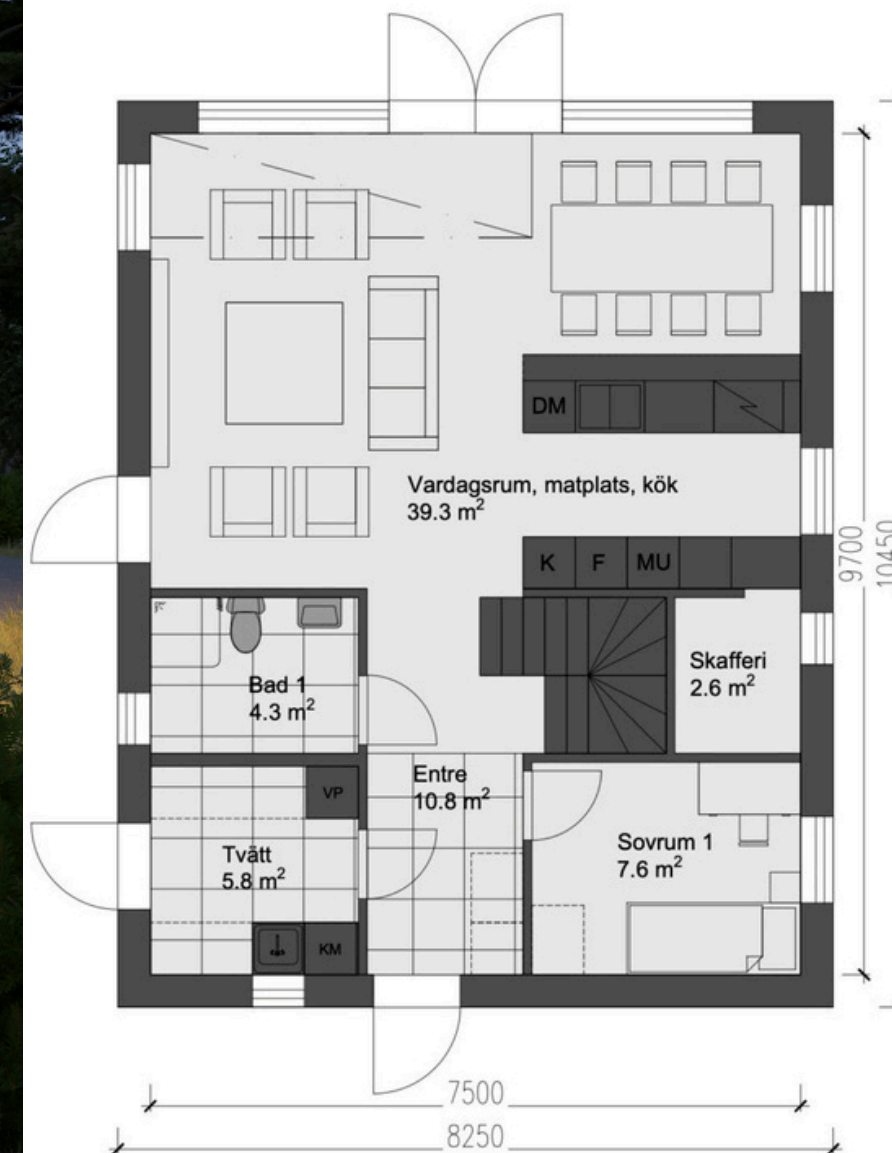 DM
Vardagsrum, matplats, kök
39.3 m²
K F MU
9700
10450
Skafferi
2.6 m²
Bad 1
4.3 m²
Entre
10.8 m²
VP
Tvätt
5.8 m²
Sovrum 1
7.6 m²
KM
7500
8250